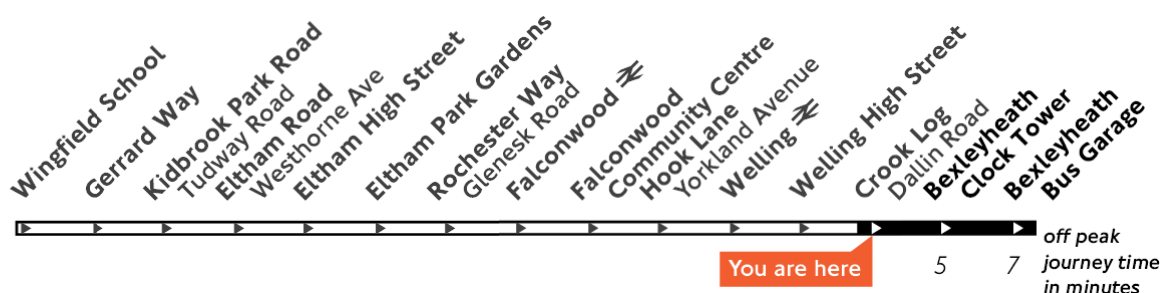 Wingfield School
Gerrard Way
Kidbrook Park Road
Tudway Road
Eltham Road
Westhorne Ave
Eltham High Street
Eltham Park Gardens
Rochester Way
Glenesk Road
Falconwood
Falconwood
Community Centre
Hook Lane
Yorkland Avenue
Welling
Welling High Street
Crook Log
Dallin Road
Bexleyheath
Clock Tower
Bexleyheath
Bus Garage
You are here
5
7
off peak
journey time
in minutes